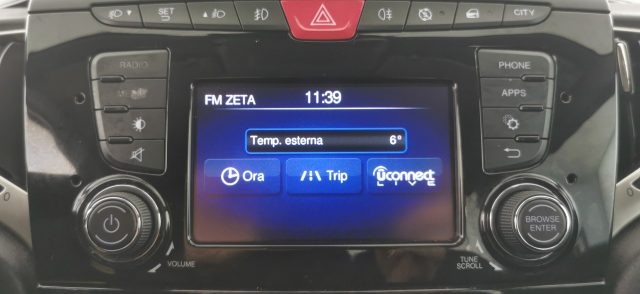 SET
CITY
RADIO
PHONE
APPS
FM ZETA 11:39
Temp. esterna 6°
Ora Trip uconnect
LIVE
BROWSE
ENTER
VOLUME
TUNE
SCROLL